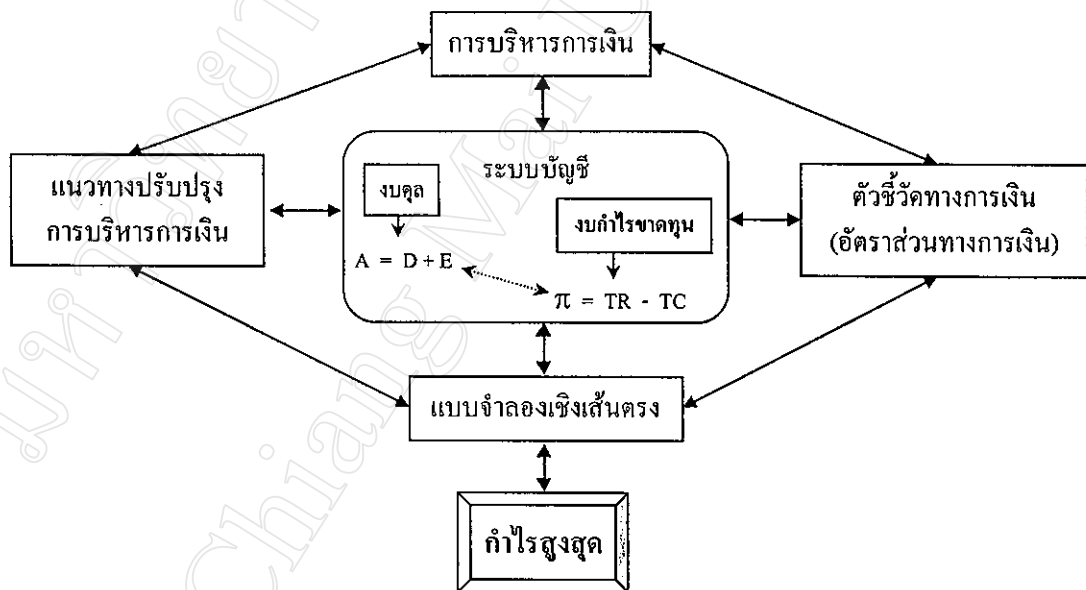 การบริหารการเงิน
ระบบบัญชี
แนวทางปรับปรุง
การบริหารการเงิน
งบดุล
งบกำไรขาดทุน
ตัวชี้วัดทางการเงิน
(อัตราส่วนทางการเงิน)
A = D + E
π = TR - TC
แบบจำลองเชิงเส้นตรง
กำไรสูงสุด
Chiang Mai